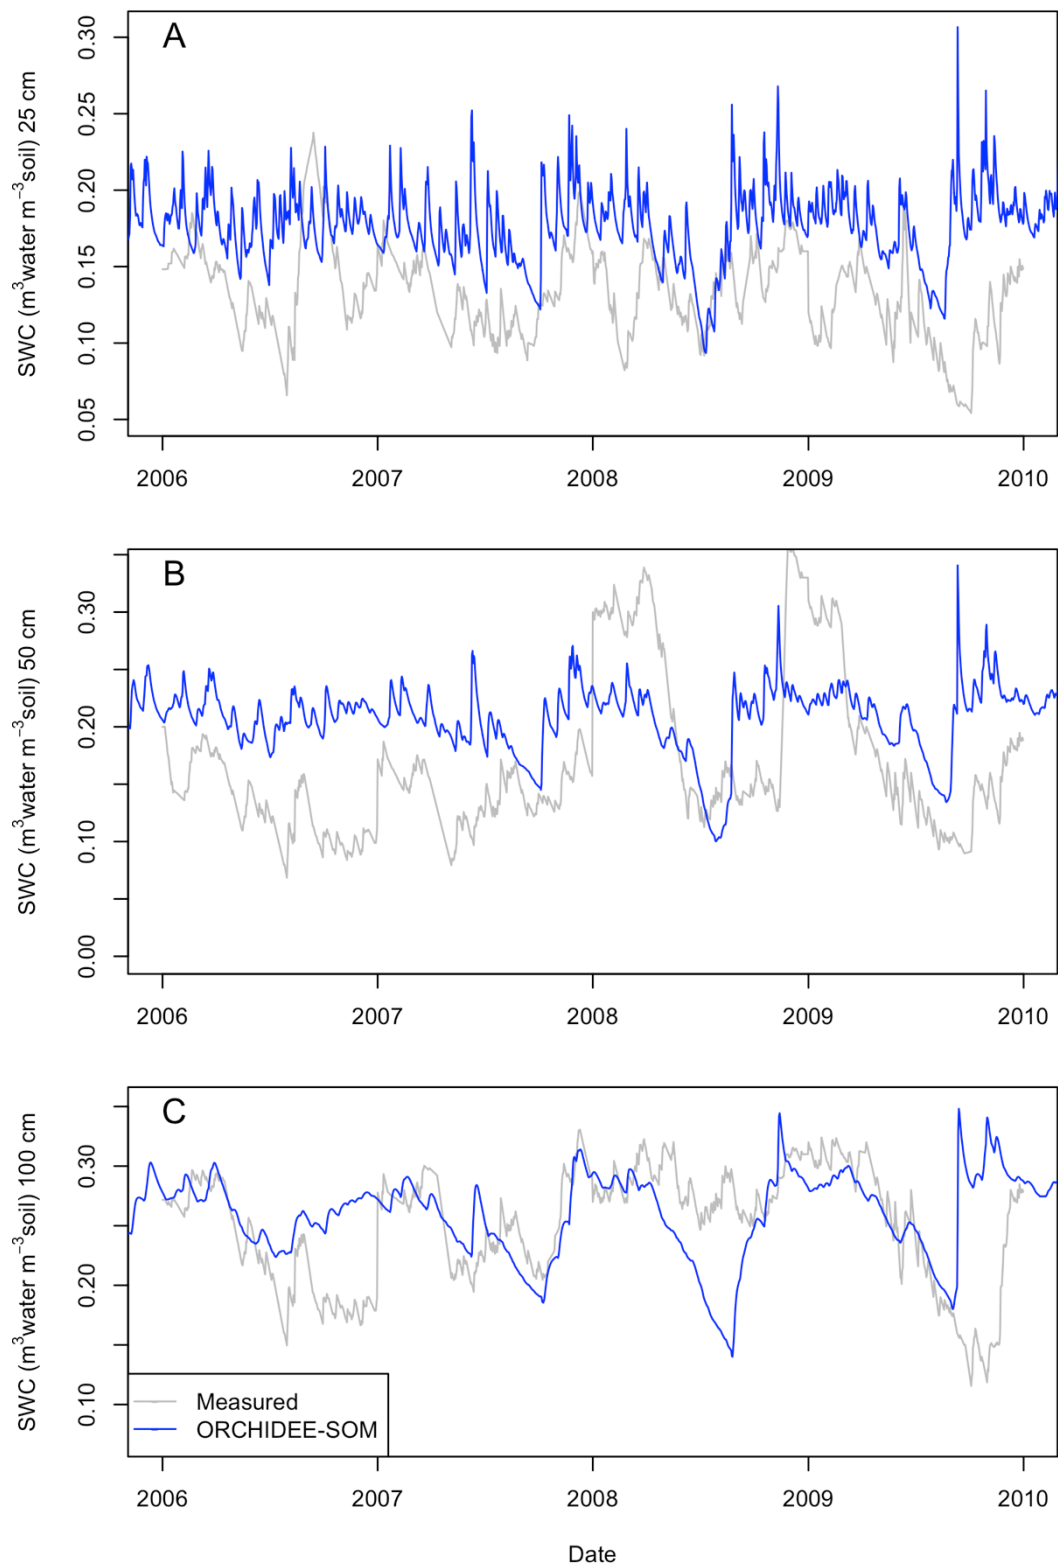 A
SWC (m³water m⁻³soil) 25 cm
0.30
0.25
0.20
0.15
0.10
0.05
2006 2007 2008 2009 2010
B
SWC (m³water m⁻³soil) 50 cm
0.30
0.20
0.10
0.00
2006 2007 2008 2009 2010
C
SWC (m³water m⁻³soil) 100 cm
0.30
0.20
0.10
Measured
ORCHIDEE-SOM
2006 2007 2008 2009 2010
Date